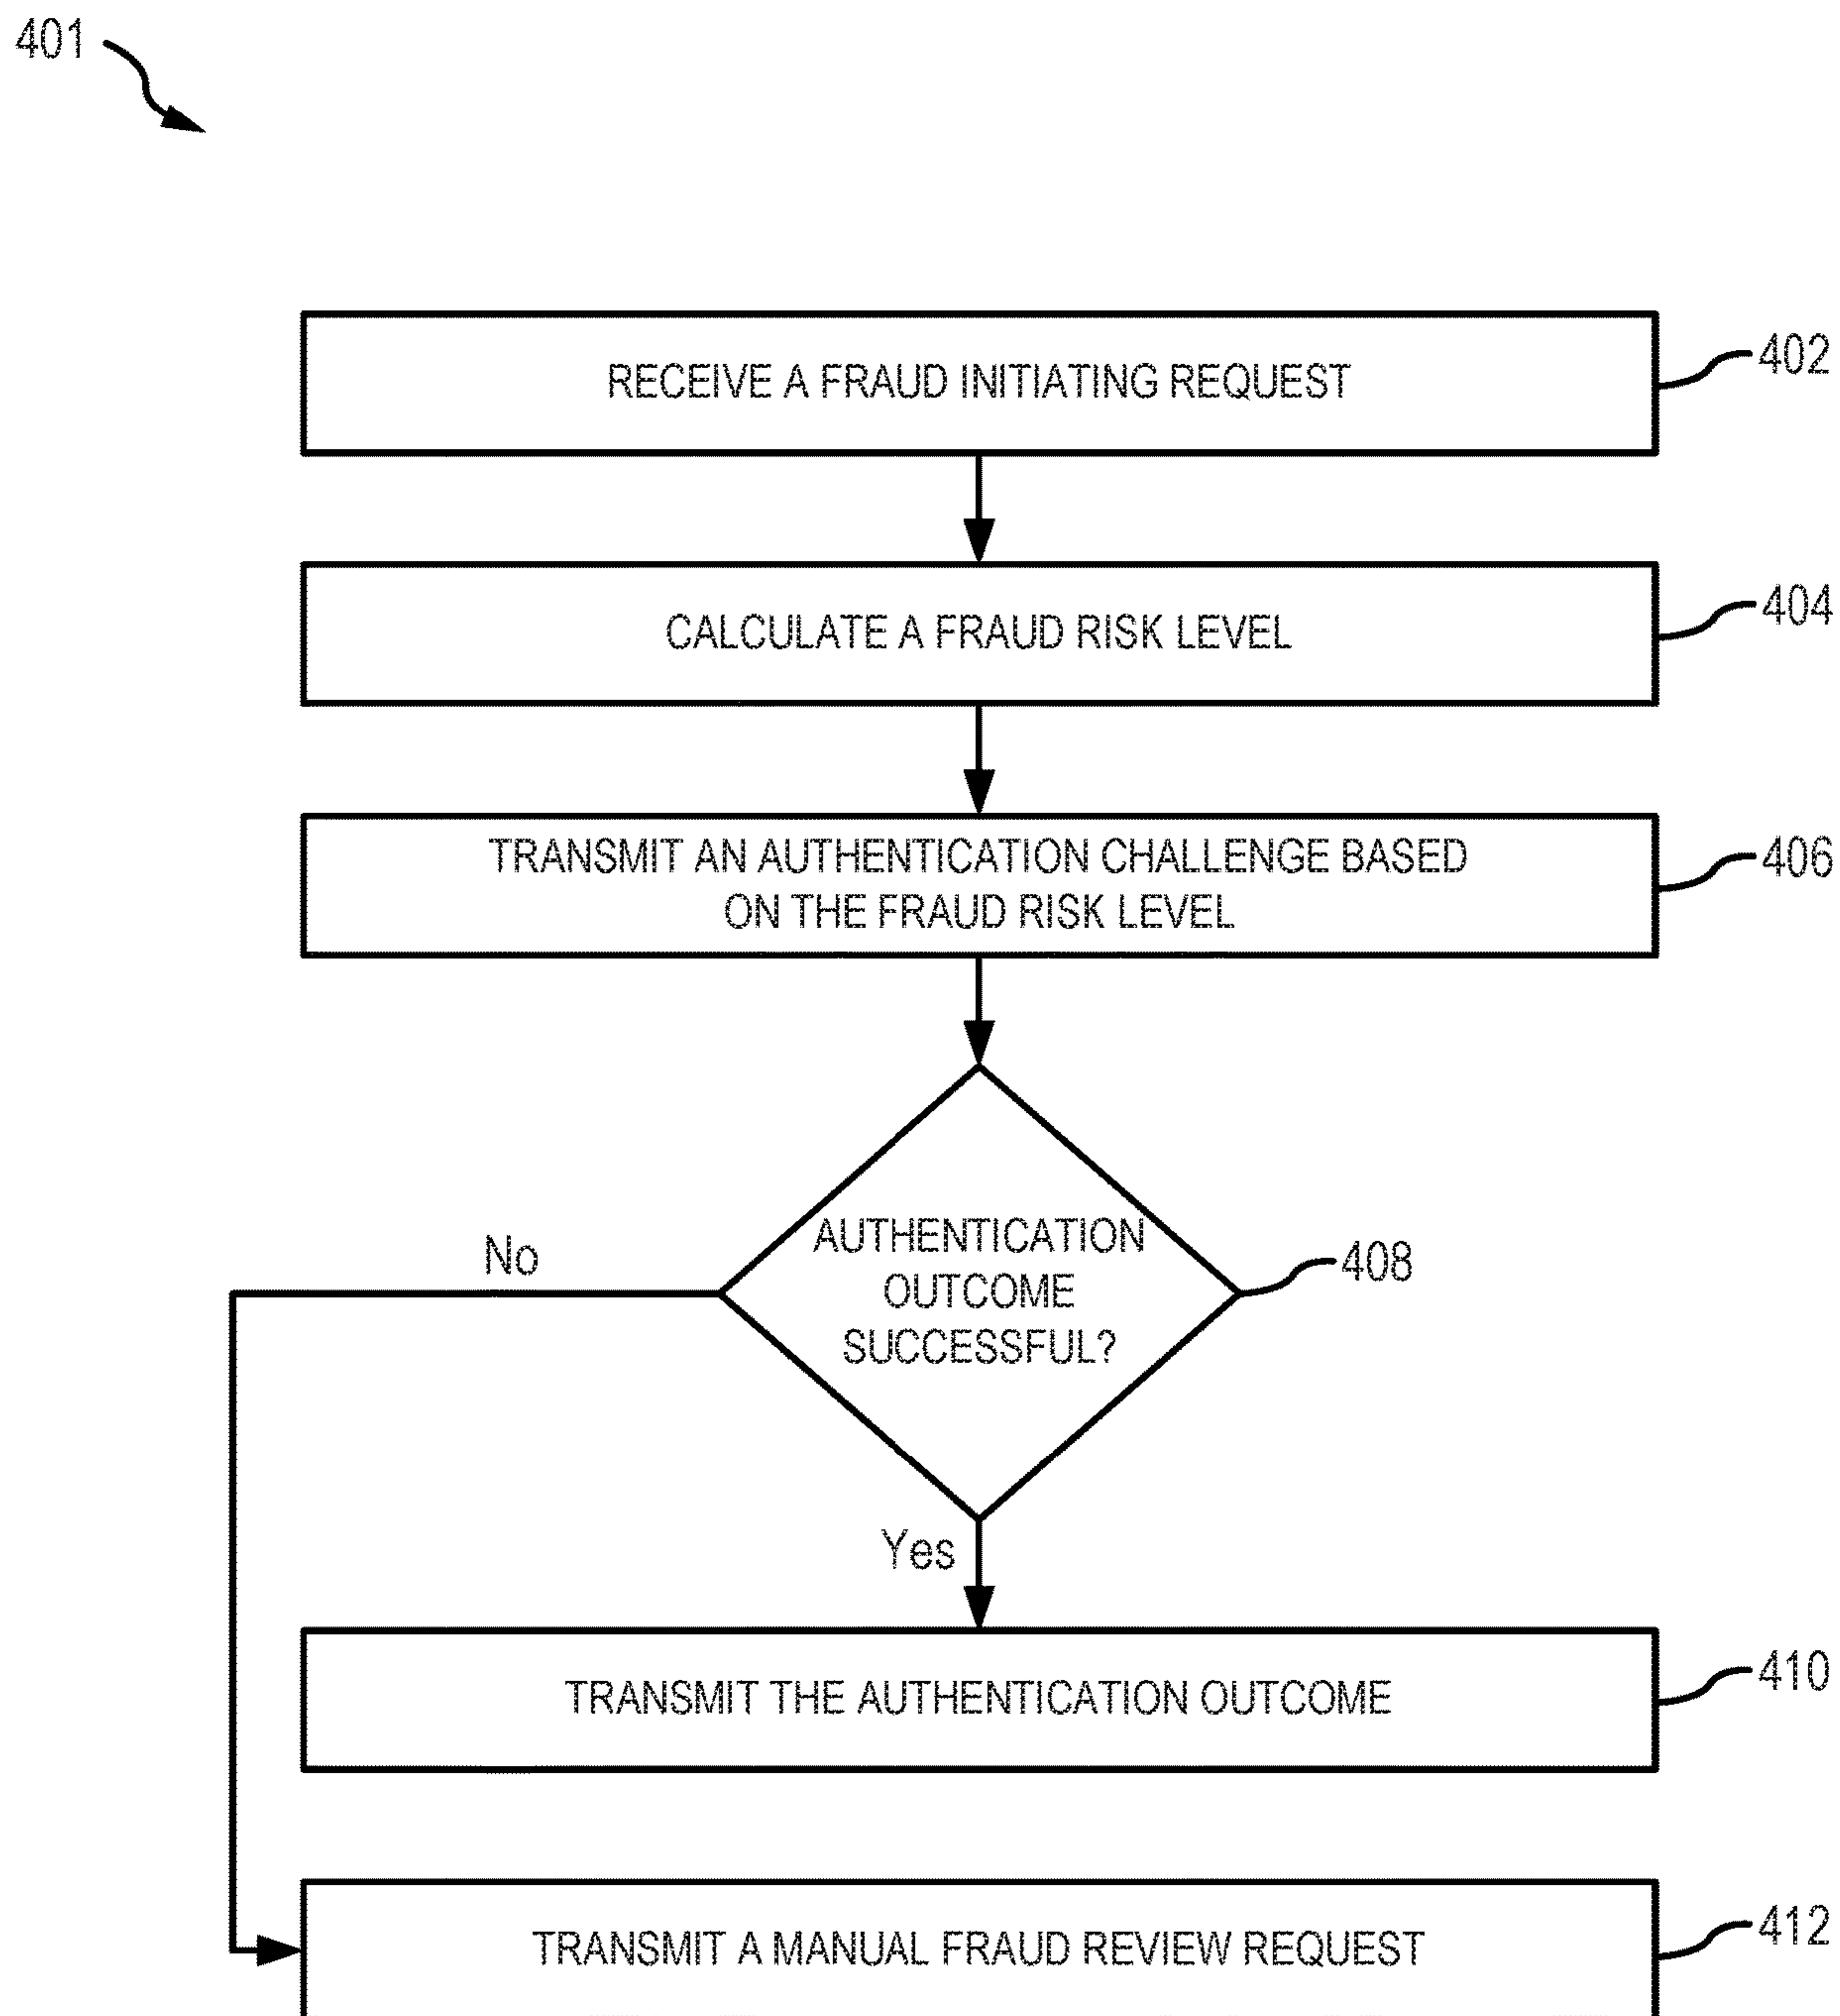 401
RECEIVE A FRAUD INITIATING REQUEST
402
CALCULATE A FRAUD RISK LEVEL
404
TRANSMIT AN AUTHENTICATION CHALLENGE BASED
ON THE FRAUD RISK LEVEL
406
AUTHENTICATION
OUTCOME
SUCCESSFUL?
408
No
Yes
TRANSMIT THE AUTHENTICATION OUTCOME
410
TRANSMIT A MANUAL FRAUD REVIEW REQUEST
412